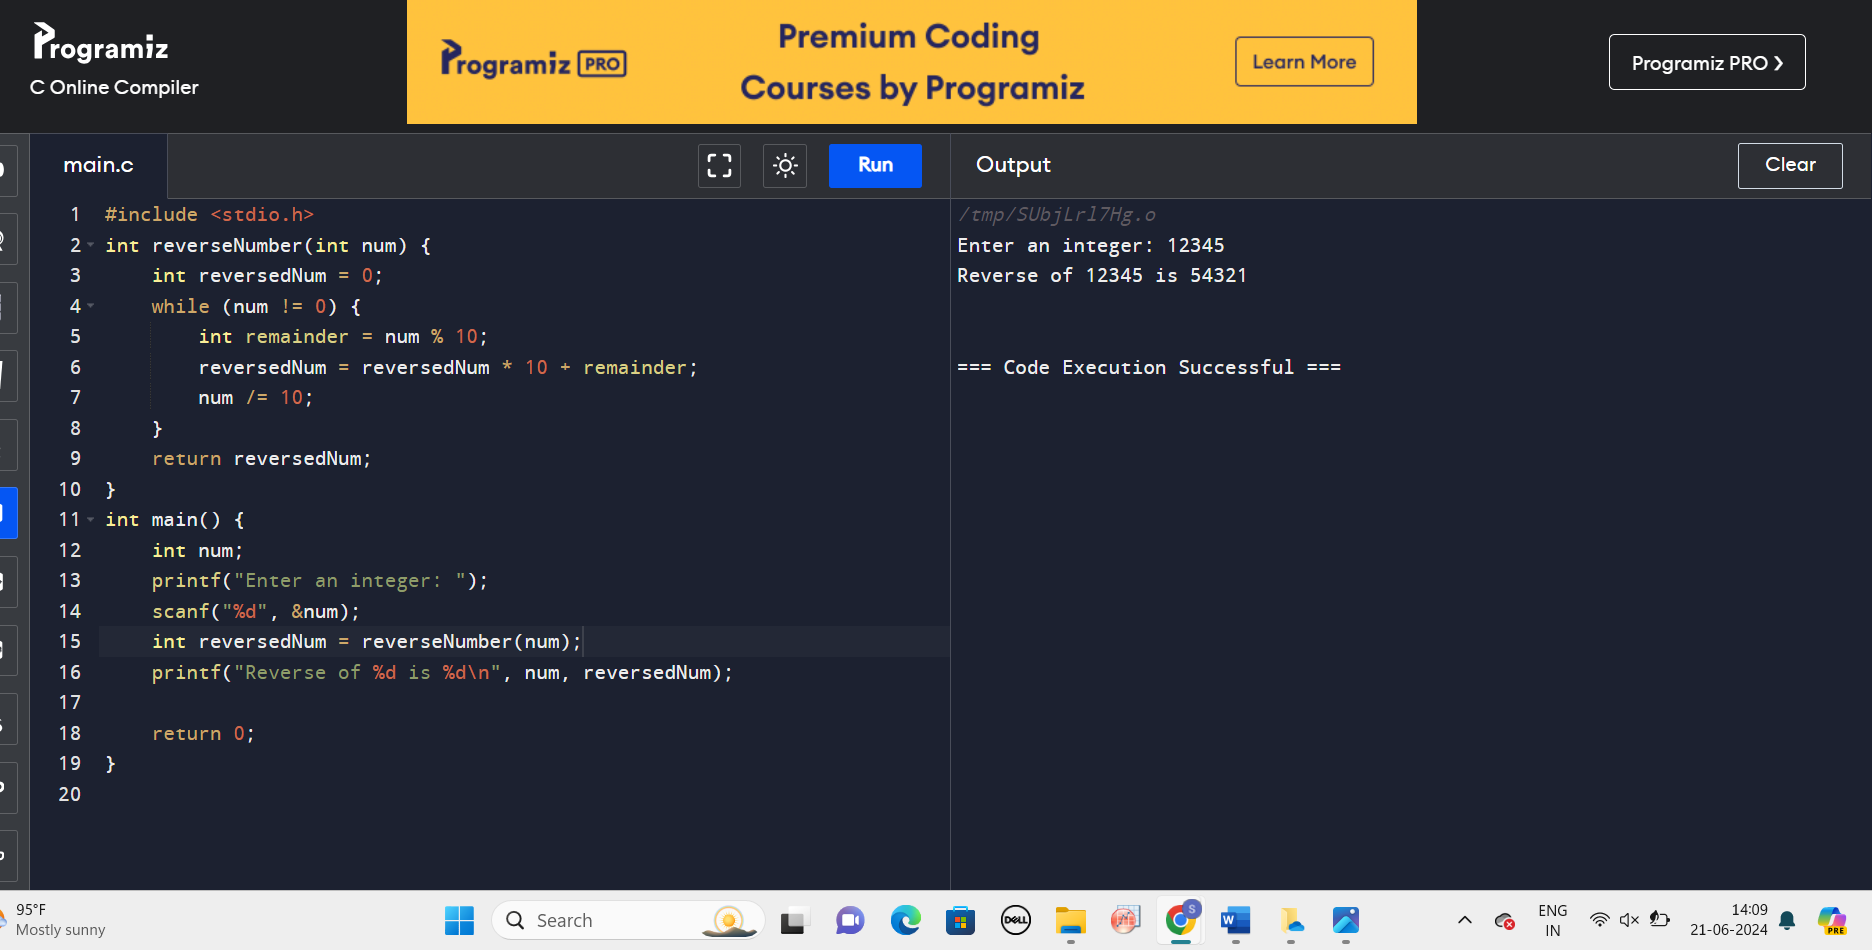 Programiz
C Online Compiler
Programiz PRO
Premium Coding
Courses by Programiz
Learn More
Programiz PRO ❯
main.c
Run
Output
Clear
1 #include <stdio.h>
2 int reverseNumber(int num) {
3     int reversedNum = 0;
4     while (num != 0) {
5         int remainder = num % 10;
6         reversedNum = reversedNum * 10 + remainder;
7         num /= 10;
8     }
9     return reversedNum;
10 }
11 int main() {
12     int num;
13     printf("Enter an integer: ");
14     scanf("%d", &num);
15     int reversedNum = reverseNumber(num);
16     printf("Reverse of %d is %d\n", num, reversedNum);
17
18     return 0;
19 }
20
/tmp/SUbjLrl7Hg.o
Enter an integer: 12345
Reverse of 12345 is 54321
=== Code Execution Successful ===
95°F
Mostly sunny
Search
DELL
S
W
ENG
IN
14:09
21-06-2024
PRE